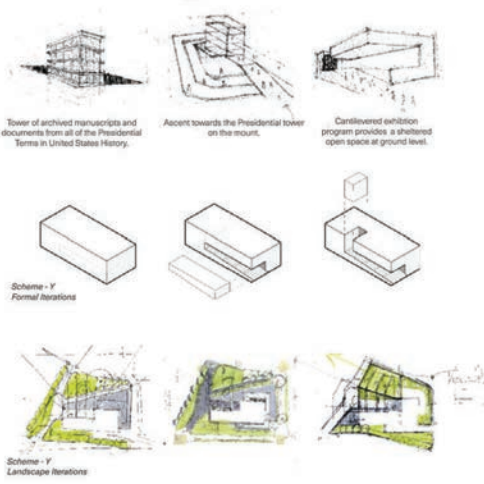 Tower of archived manuscripts and
documents from all of the Presidential
Terms in United States History.
Ascent towards the Presidential tower
on the mount.
Cantilevered exhibtion
program provides a sheltered
open space at ground level.
Scheme - Y
Formal Iterations
Scheme - Y
Landscape Iterations